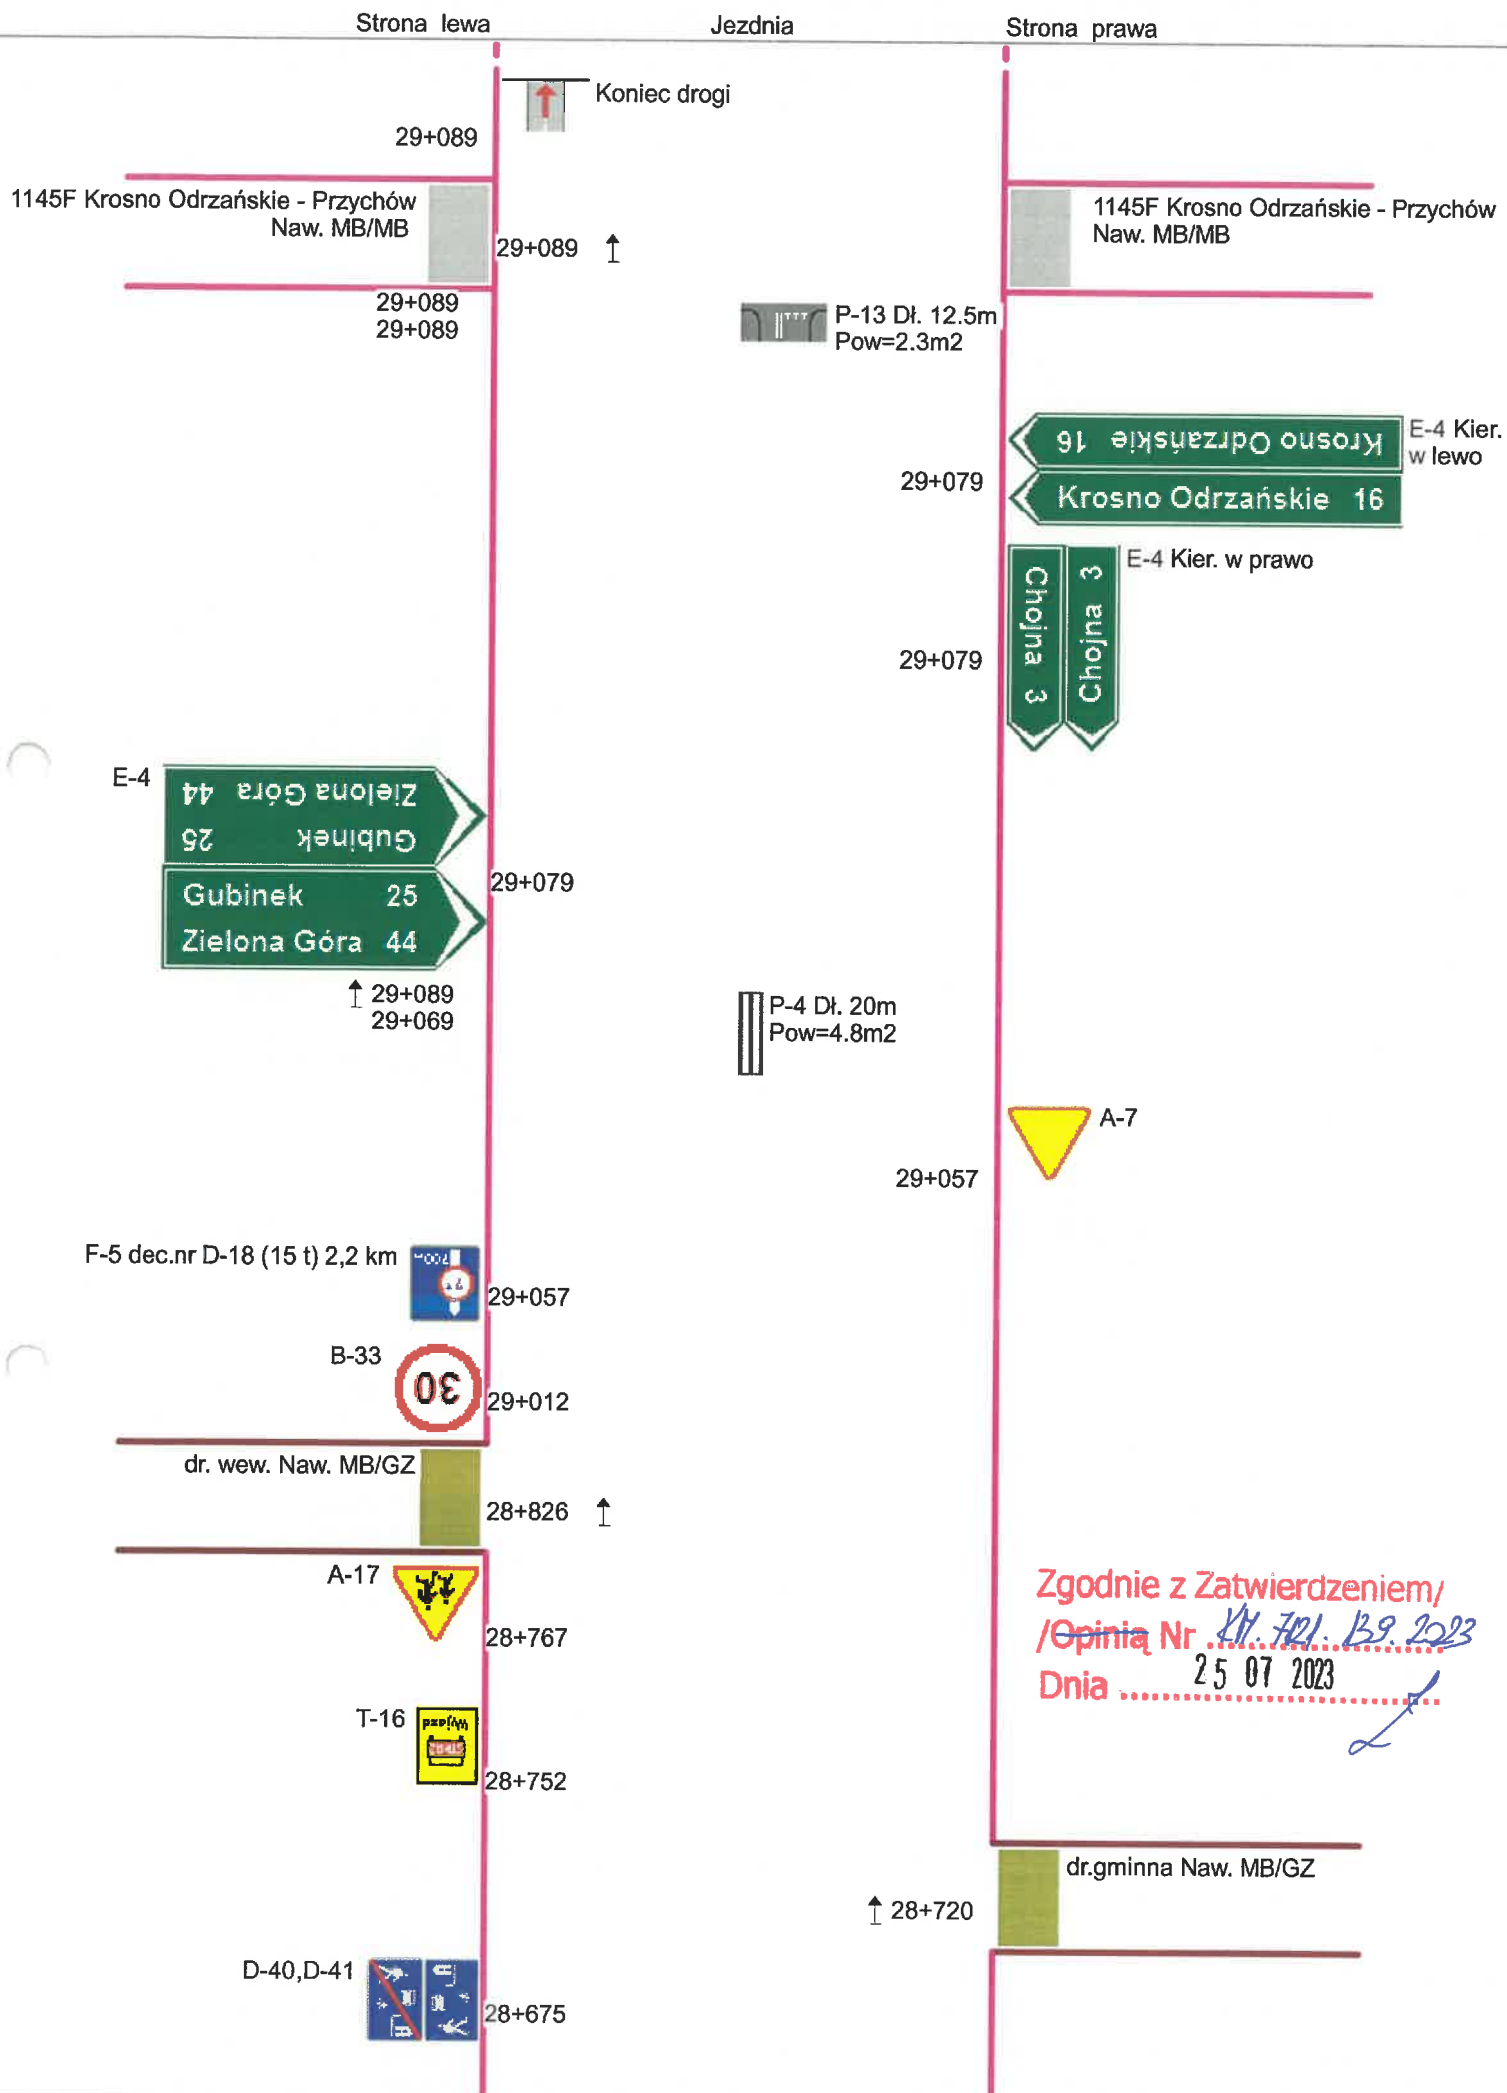 Strona lewa
Jezdnia
Strona prawa
Koniec drogi
29+089
1145F Krosno Odrzańskie - Przychów
Naw. MB/MB
29+089
1145F Krosno Odrzańskie - Przychów
Naw. MB/MB
29+089
29+089
P-13 Dł. 12.5m
Pow=2.3m2
Krosno Odrzańskie 16
E-4 Kier.
w lewo
29+079
Krosno Odrzańskie 16
Chojna 3
Chojna 3
E-4 Kier. w prawo
29+079
E-4
Zielona Góra 44
Gubinek 25
29+079
Gubinek 25
Zielona Góra 44
29+089
29+069
P-4 Dł. 20m
Pow=4.8m2
A-7
29+057
F-5 dec.nr D-18 (15 t) 2,2 km
29+057
B-33
30
29+012
dr. wew. Naw. MB/GZ
28+826
A-17
28+767
Zgodnie z Zatwierdzeniem/
/Opinią Nr
Dnia 25 07 2023
T-16
Wyjazd
28+752
dr.gminna Naw. MB/GZ
28+720
D-40,D-41
28+675